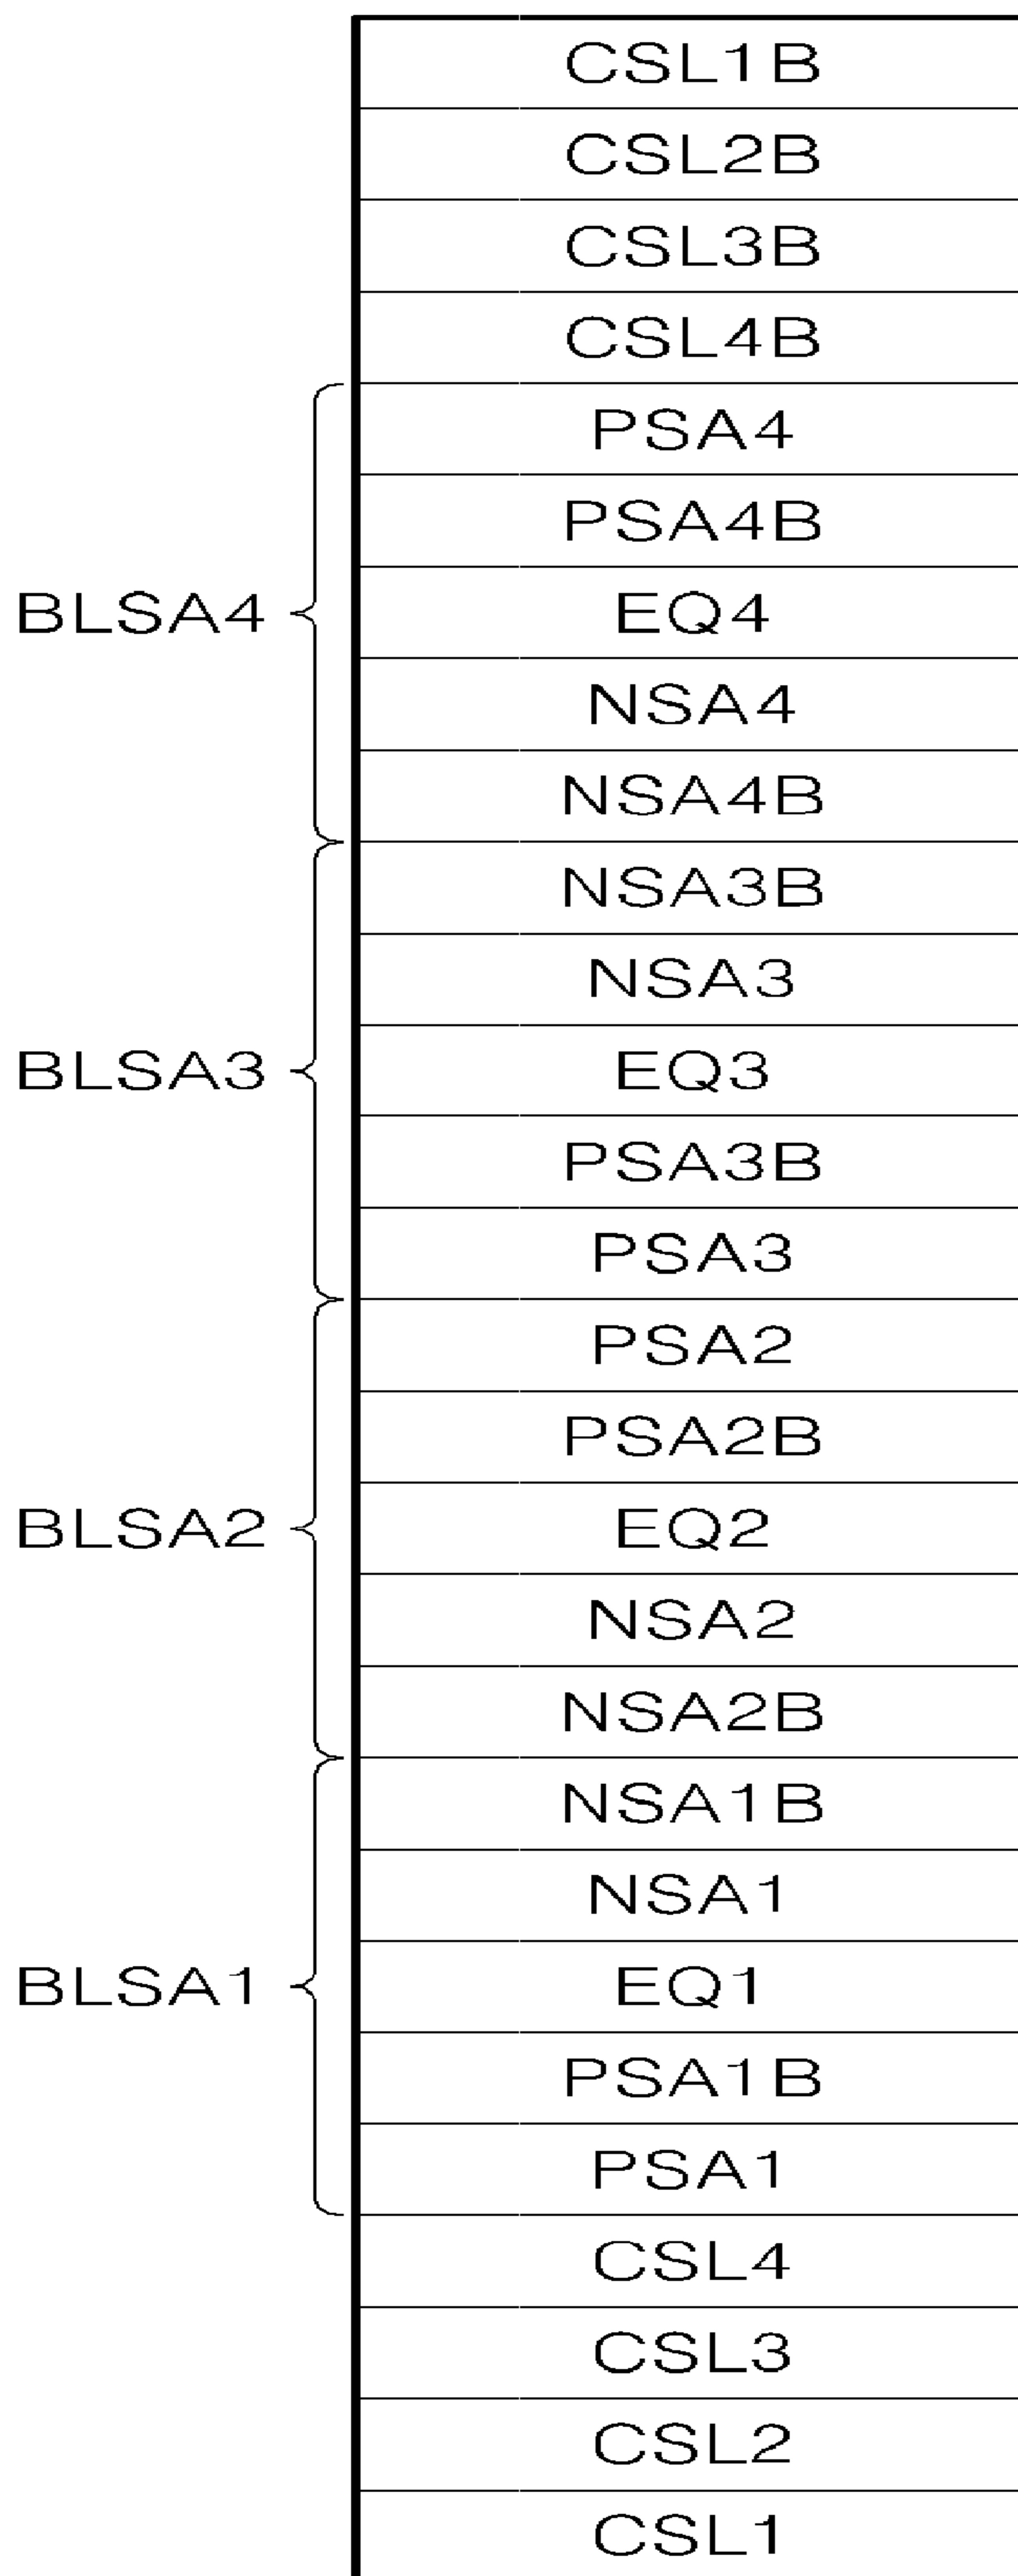 CSL1B
CSL2B
CSL3B
CSL4B
PSA4
PSA4B
BLSA4 EQ4
NSA4
NSA4B
NSA3B
NSA3
BLSA3 EQ3
PSA3B
PSA3
PSA2
PSA2B
BLSA2 EQ2
NSA2
NSA2B
NSA1B
NSA1
BLSA1 EQ1
PSA1B
PSA1
CSL4
CSL3
CSL2
CSL1